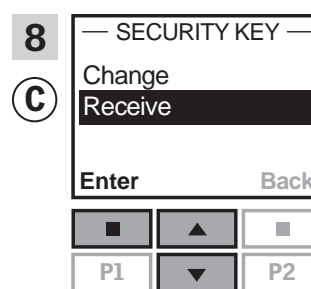 8
— SECURITY KEY —
C
Change
Receive
Enter Back
P1 P2